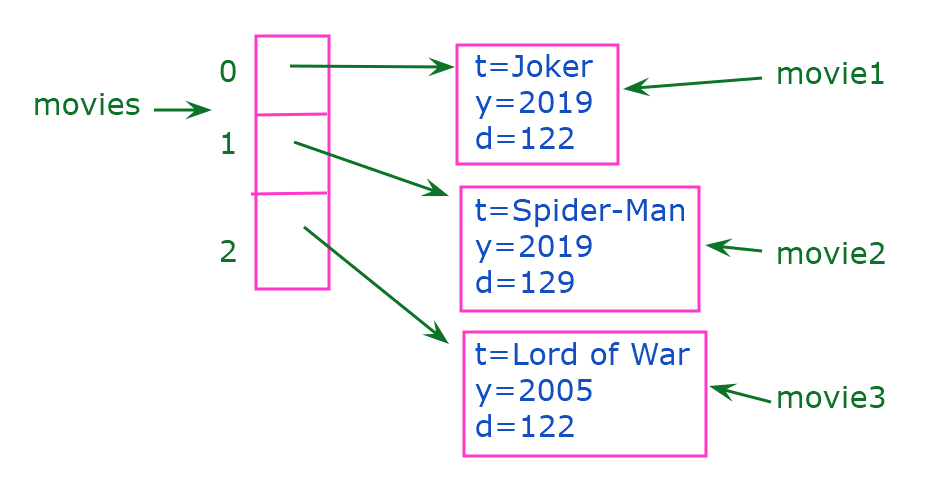 movies
0
1
2
t=Joker
y=2019
d=122
movie1
t=Spider-Man
y=2019
d=129
movie2
t=Lord of War
y=2005
d=122
movie3